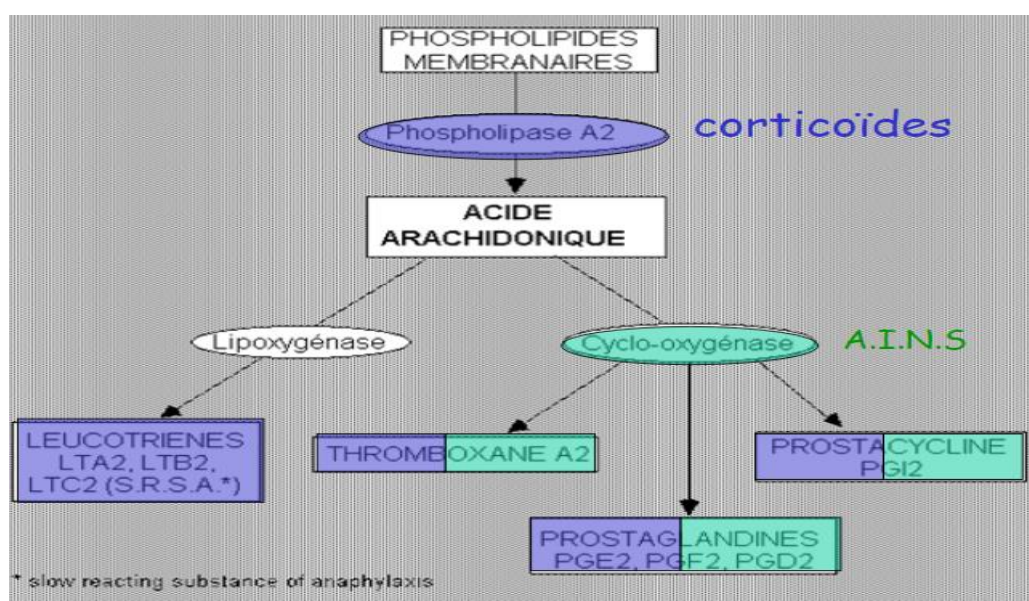 PHOSPHOLIPIDES
MEMBRANAIRES
Phospholipase A2
corticoïdes
ACIDE
ARACHIDONIQUE
Lipoxygénase
Cyclo-oxygénase
A.I.N.S
LEUCOTRIENES
LTA2, LTB2,
LTC2 (S.R.S.A.*)
THROMBOXANE A2
PROSTACYCLINE
PGI2
PROSTAGLANDINES
PGE2, PGF2, PGD2
* slow reacting substance of anaphylaxis